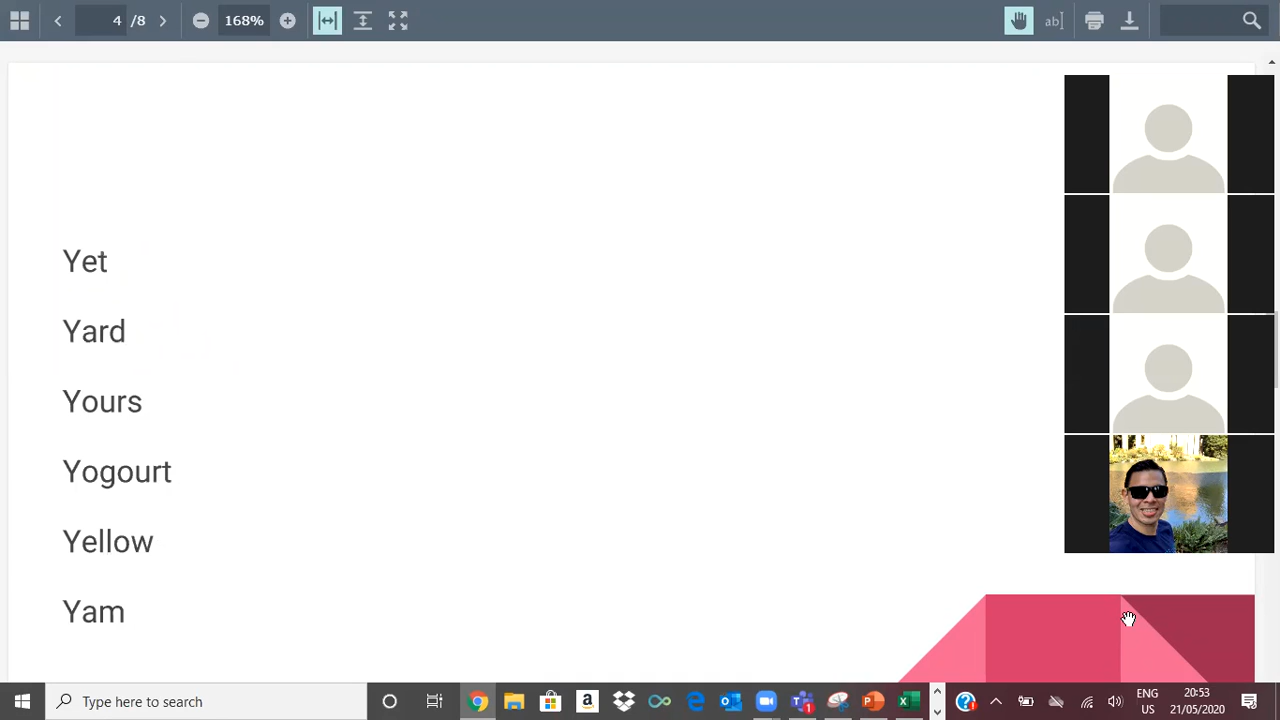 4 /8
168%
ab
Yet
Yard
Yours
Yogourt
Yellow
Yam
Type here to search
ENG
US
20:53
21/05/2020